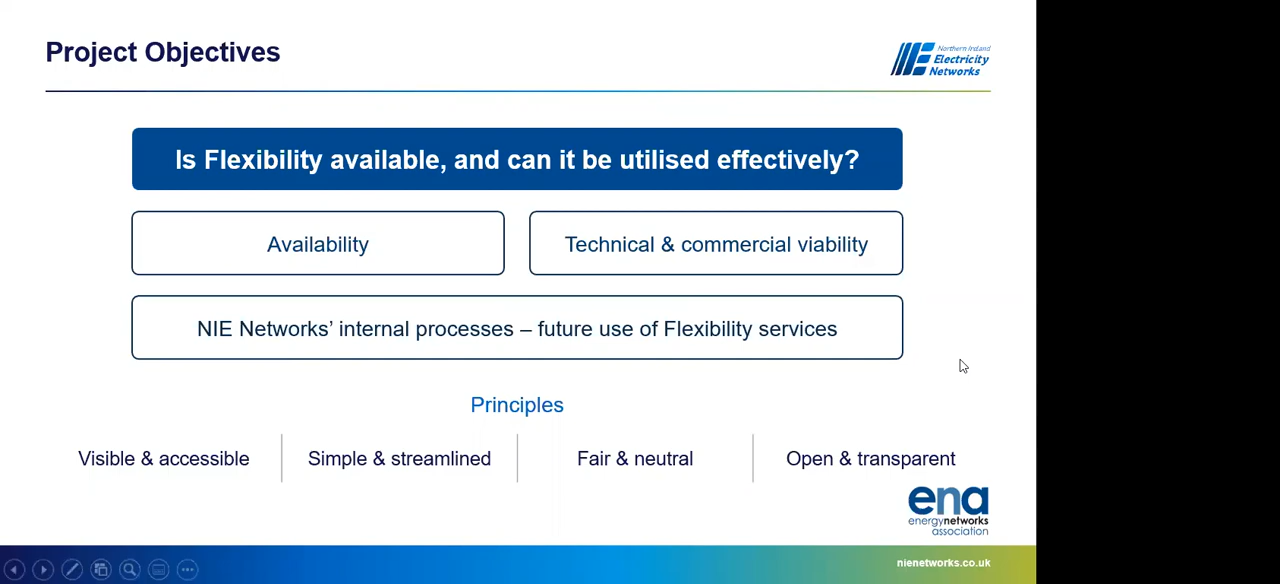 Project Objectives
Northern Ireland
Electricity
Networks
Is Flexibility available, and can it be utilised effectively?
Availability
Technical & commercial viability
NIE Networks’ internal processes – future use of Flexibility services
Principles
Visible & accessible
Simple & streamlined
Fair & neutral
Open & transparent
ena
energynetworks
association
nienetworks.co.uk